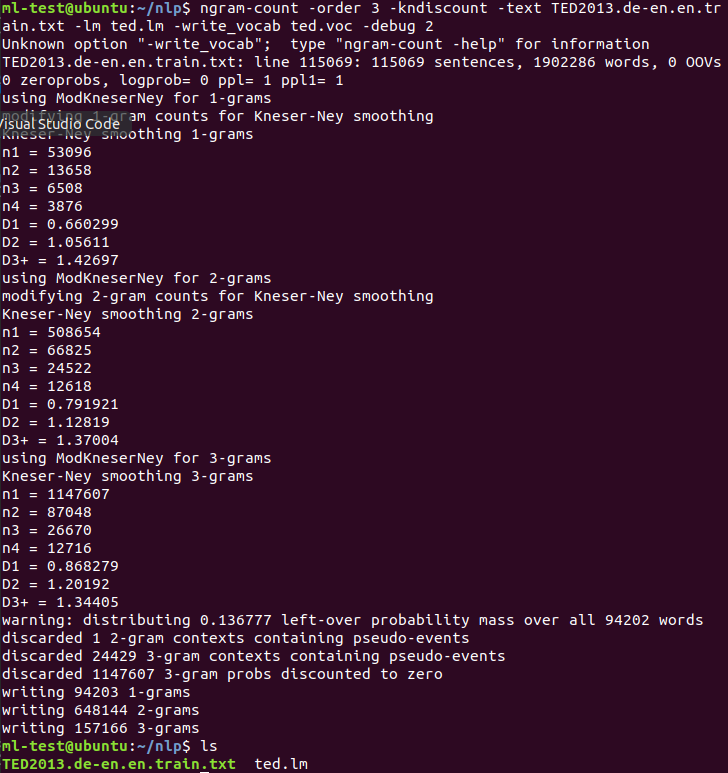 ml-test@ubuntu:~/nlp$ ngram-count -order 3 -kndiscount -text TED2013.de-en.en.tr
ain.txt -lm ted.lm -write_vocab ted.voc -debug 2
Unknown option "-write_vocab";  type "ngram-count -help" for information
TED2013.de-en.en.train.txt: line 115069: 115069 sentences, 1902286 words, 0 OOVs
0 zeroprobs, logprob= 0 ppl= 1 ppl1= 1
using ModKneserNey for 1-grams
modifying 1-gram counts for Kneser-Ney smoothing
Visual Studio Code
Kneser-Ney smoothing 1-grams
n1 = 53096
n2 = 13658
n3 = 6508
n4 = 3876
D1 = 0.660299
D2 = 1.05611
D3+ = 1.42697
using ModKneserNey for 2-grams
modifying 2-gram counts for Kneser-Ney smoothing
Kneser-Ney smoothing 2-grams
n1 = 508654
n2 = 66825
n3 = 24522
n4 = 12618
D1 = 0.791921
D2 = 1.12819
D3+ = 1.37004
using ModKneserNey for 3-grams
Kneser-Ney smoothing 3-grams
n1 = 1147607
n2 = 87048
n3 = 26670
n4 = 12716
D1 = 0.868279
D2 = 1.20192
D3+ = 1.34405
warning: distributing 0.136777 left-over probability mass over all 94202 words
discarded 1 2-gram contexts containing pseudo-events
discarded 24429 3-gram contexts containing pseudo-events
discarded 1147607 3-gram probs discounted to zero
writing 94203 1-grams
writing 648144 2-grams
writing 157166 3-grams
ml-test@ubuntu:~/nlp$ ls
TED2013.de-en.en.train.txt  ted.lm